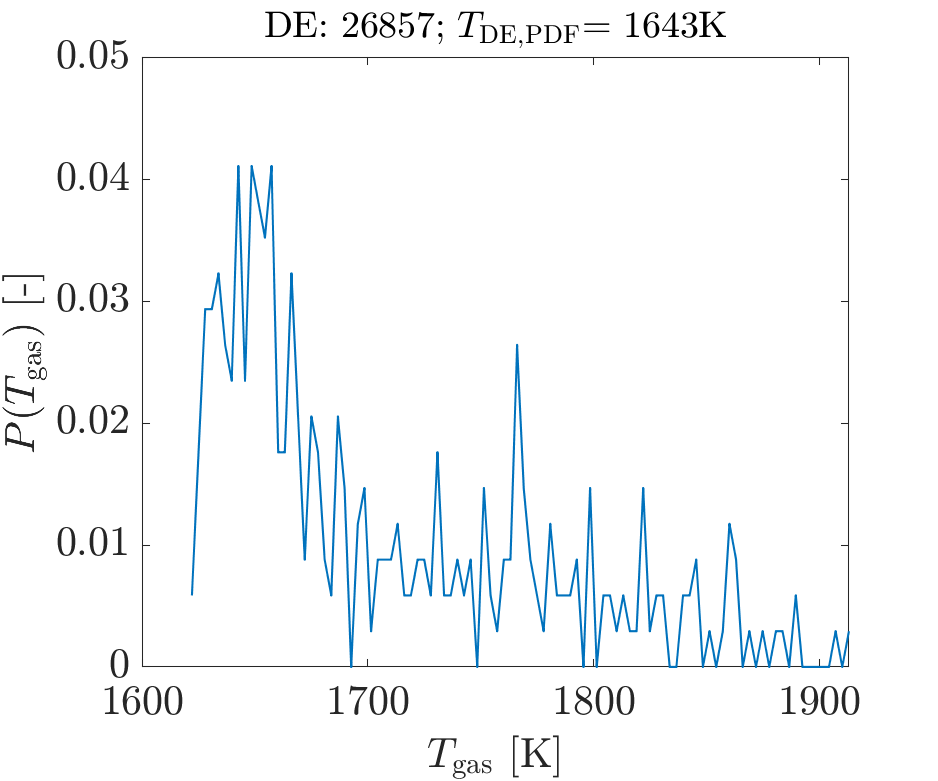 DE: 26857; T_DE,PDF= 1643K
0.05
0.04
0.03
0.02
0.01
0
P(T_gas) [-]
1600 1700 1800 1900
T_gas [K]